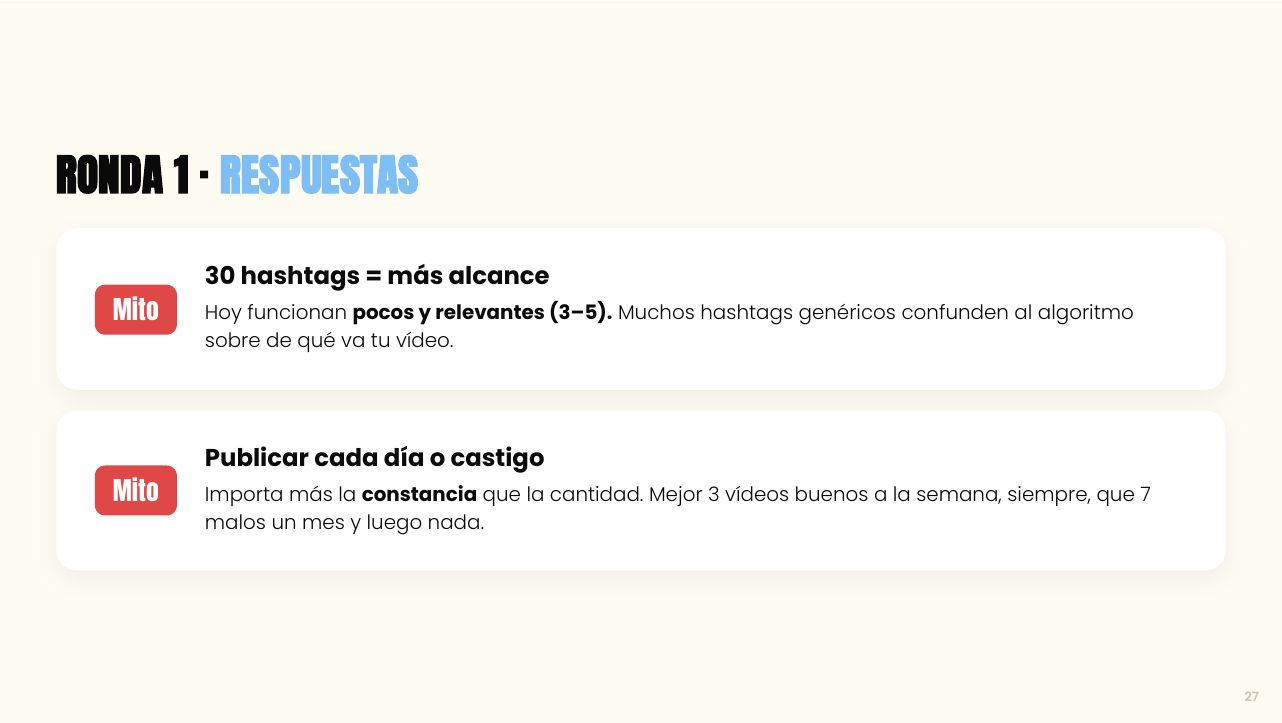 RONDA 1 · RESPUESTAS
30 hashtags = más alcance
Mito
Hoy funcionan pocos y relevantes (3–5). Muchos hashtags genéricos confunden al algoritmo
sobre de qué va tu vídeo.
Publicar cada día o castigo
Mito
Importa más la constancia que la cantidad. Mejor 3 vídeos buenos a la semana, siempre, que 7
malos un mes y luego nada.
27